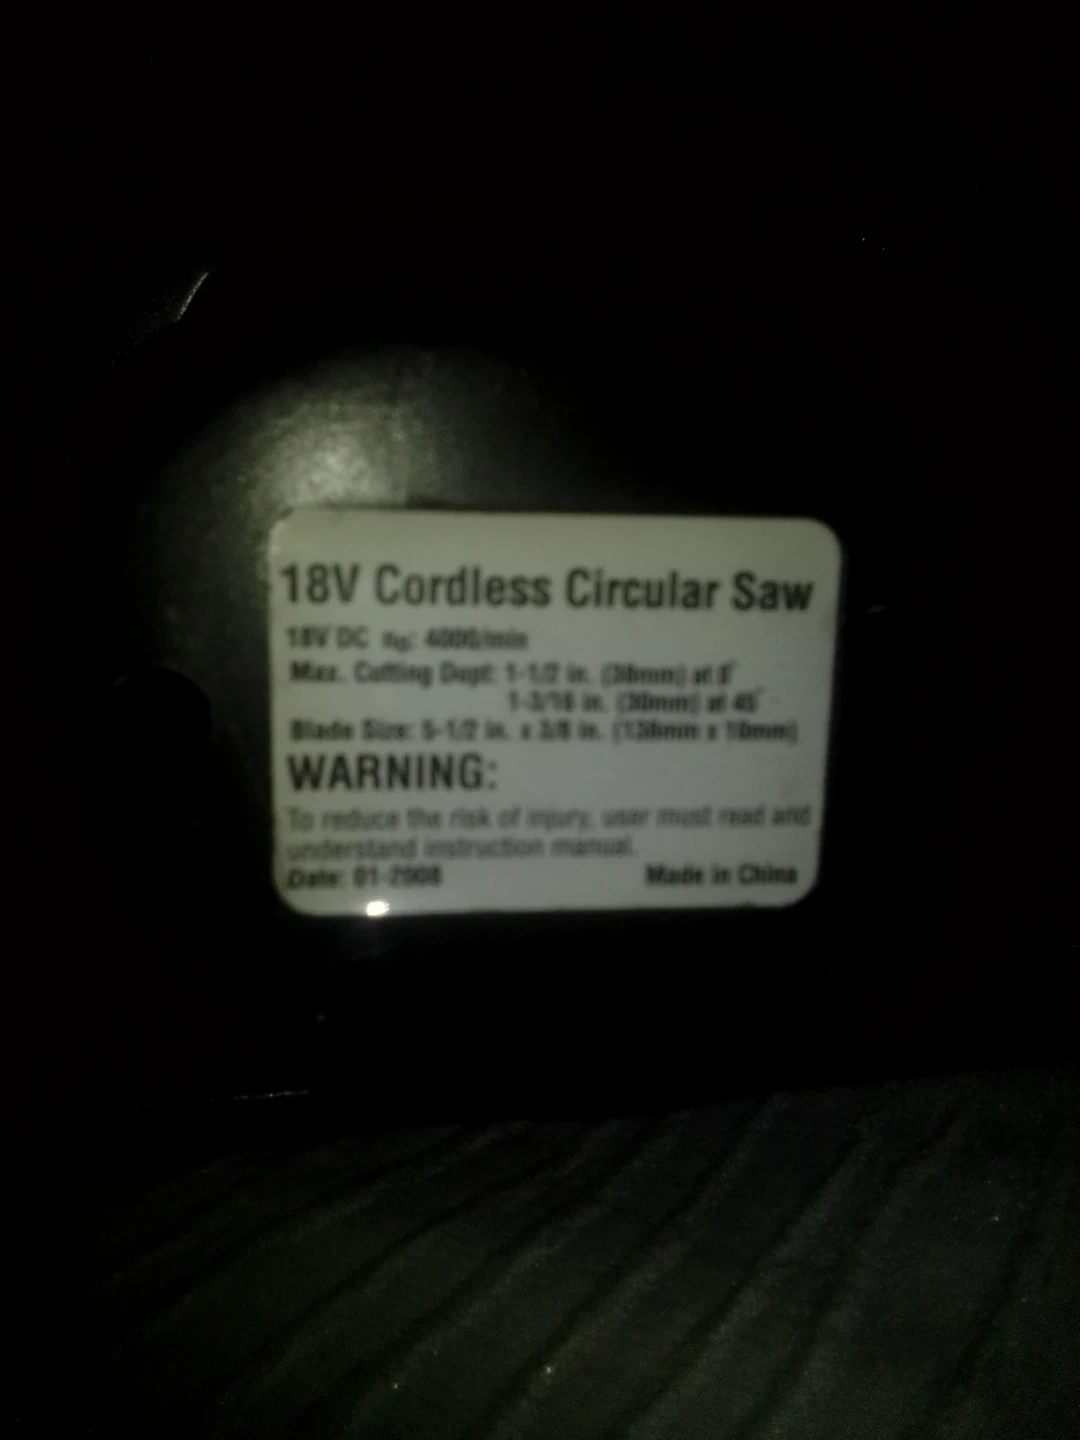 18V Cordless Circular Saw
18V DC n₀: 4000/min
Max. Cutting Dept: 1-1/2 in. (38mm) at 0°
1-3/16 in. (30mm) at 45°
Blade Size: 5-1/2 in. x 3/8 in. (138mm x 10mm)
WARNING:
To reduce the risk of injury, user must read and
understand instruction manual.
Date: 01-2008 Made in China